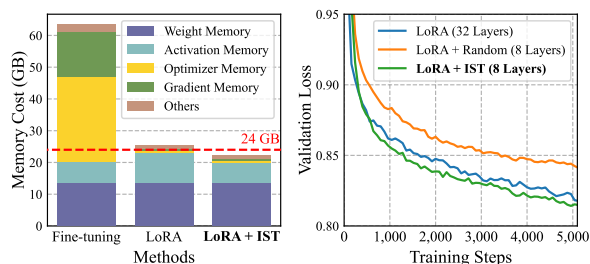 Memory Cost (GB)
60
50
40
30
20
10
0
Weight Memory
Activation Memory
Optimizer Memory
Gradient Memory
Others
24 GB
Fine-tuning
LoRA
LoRA + IST
Methods
Validation Loss
0.95
0.90
0.85
0.80
LoRA (32 Layers)
LoRA + Random (8 Layers)
LoRA + IST (8 Layers)
0
1,000
2,000
3,000
4,000
5,000
Training Steps